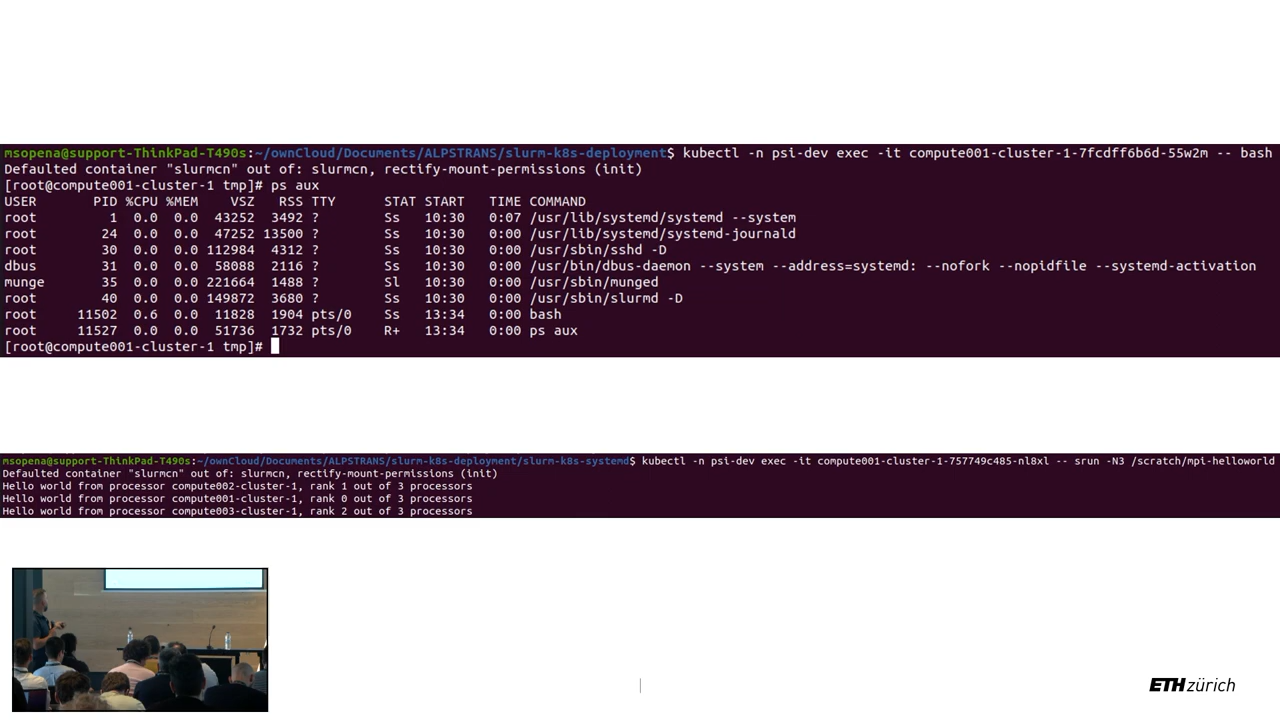 msopena@support-ThinkPad-T490s:~/ownCloud/Documents/ALPSTRANS/slurm-k8s-deployment$ kubectl -n psi-dev exec -it compute001-cluster-1-7fcdff6b6d-55w2m -- bash
Defaulted container "slurmcn" out of: slurmcn, rectify-mount-permissions (init)
[root@compute001-cluster-1 tmp]# ps aux
USER PID %CPU %MEM VSZ RSS TTY STAT START TIME COMMAND
root 1 0.0 0.0 43252 3492 ? Ss 10:30 0:07 /usr/lib/systemd/systemd --system
root 24 0.0 0.0 47252 13500 ? Ss 10:30 0:00 /usr/lib/systemd/systemd-journald
root 30 0.0 0.0 112984 4312 ? Ss 10:30 0:00 /usr/sbin/sshd -D
dbus 31 0.0 0.0 58088 2116 ? Ss 10:30 0:00 /usr/bin/dbus-daemon --system --address=systemd: --nofork --nopidfile --systemd-activation
munge 35 0.0 0.0 221664 1488 ? Sl 10:30 0:00 /usr/sbin/munged
root 40 0.0 0.0 149872 3680 ? Ss 10:30 0:00 /usr/sbin/slurmd -D
root 11502 0.6 0.0 11828 1904 pts/0 Ss 13:34 0:00 bash
root 11527 0.0 0.0 51736 1732 pts/0 R+ 13:34 0:00 ps aux
[root@compute001-cluster-1 tmp]#
msopena@support-ThinkPad-T490s:~/ownCloud/Documents/ALPSTRANS/slurm-k8s-deployment/slurm-k8s-systemd$ kubectl -n psi-dev exec -it compute001-cluster-1-757749c485-nl8xl -- srun -N3 /scratch/mpi-helloworld
Defaulted container "slurmcn" out of: slurmcn, rectify-mount-permissions (init)
Hello world from processor compute002-cluster-1, rank 1 out of 3 processors
Hello world from processor compute001-cluster-1, rank 0 out of 3 processors
Hello world from processor compute003-cluster-1, rank 2 out of 3 processors
ETH zürich